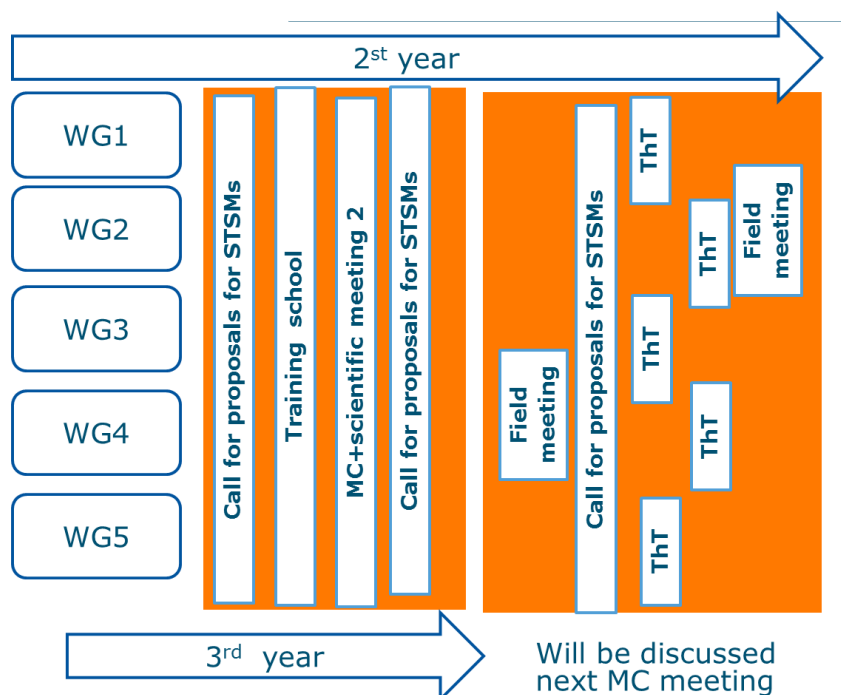 2st year
WG1
WG2
WG3
WG4
WG5
Call for proposals for STSMs
Training school
MC+scientific meeting 2
Call for proposals for STSMs
Field
meeting
Call for proposals for STSMs
ThT
ThT
ThT
ThT
ThT
Field
meeting
3rd year
Will be discussed
next MC meeting